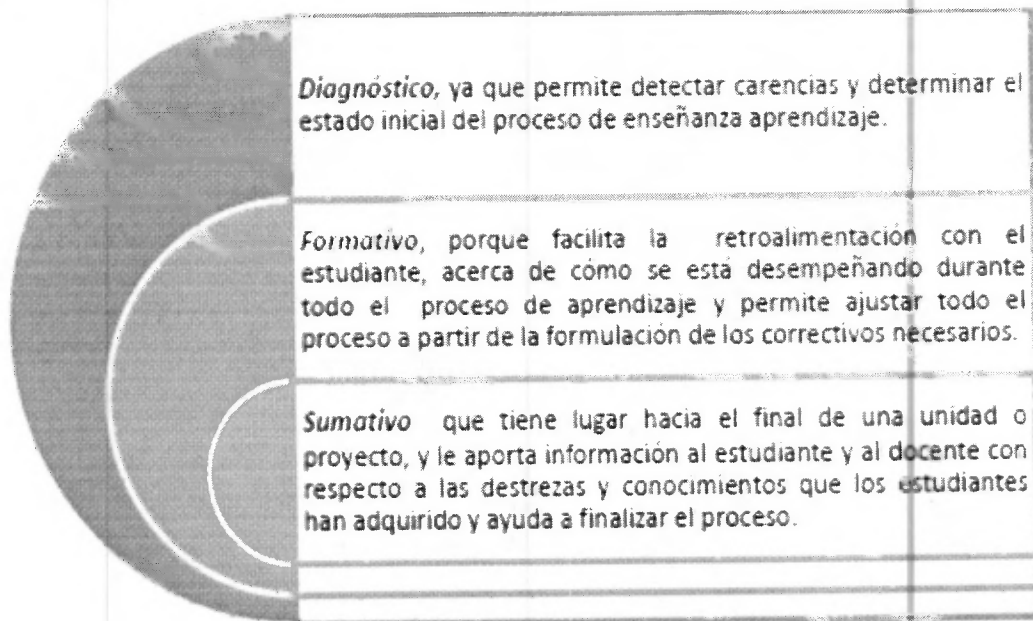 Diagnóstico, ya que permite detectar carencias y determinar el
estado inicial del proceso de enseñanza aprendizaje.
Formativo, porque facilita la retroalimentación con el
estudiante, acerca de cómo se está desempeñando durante
todo el proceso de aprendizaje y permite ajustar todo el
proceso a partir de la formulación de los correctivos necesarios.
Sumativo que tiene lugar hacia el final de una unidad o
proyecto, y le aporta información al estudiante y al docente con
respecto a las destrezas y conocimientos que los estudiantes
han adquirido y ayuda a finalizar el proceso.